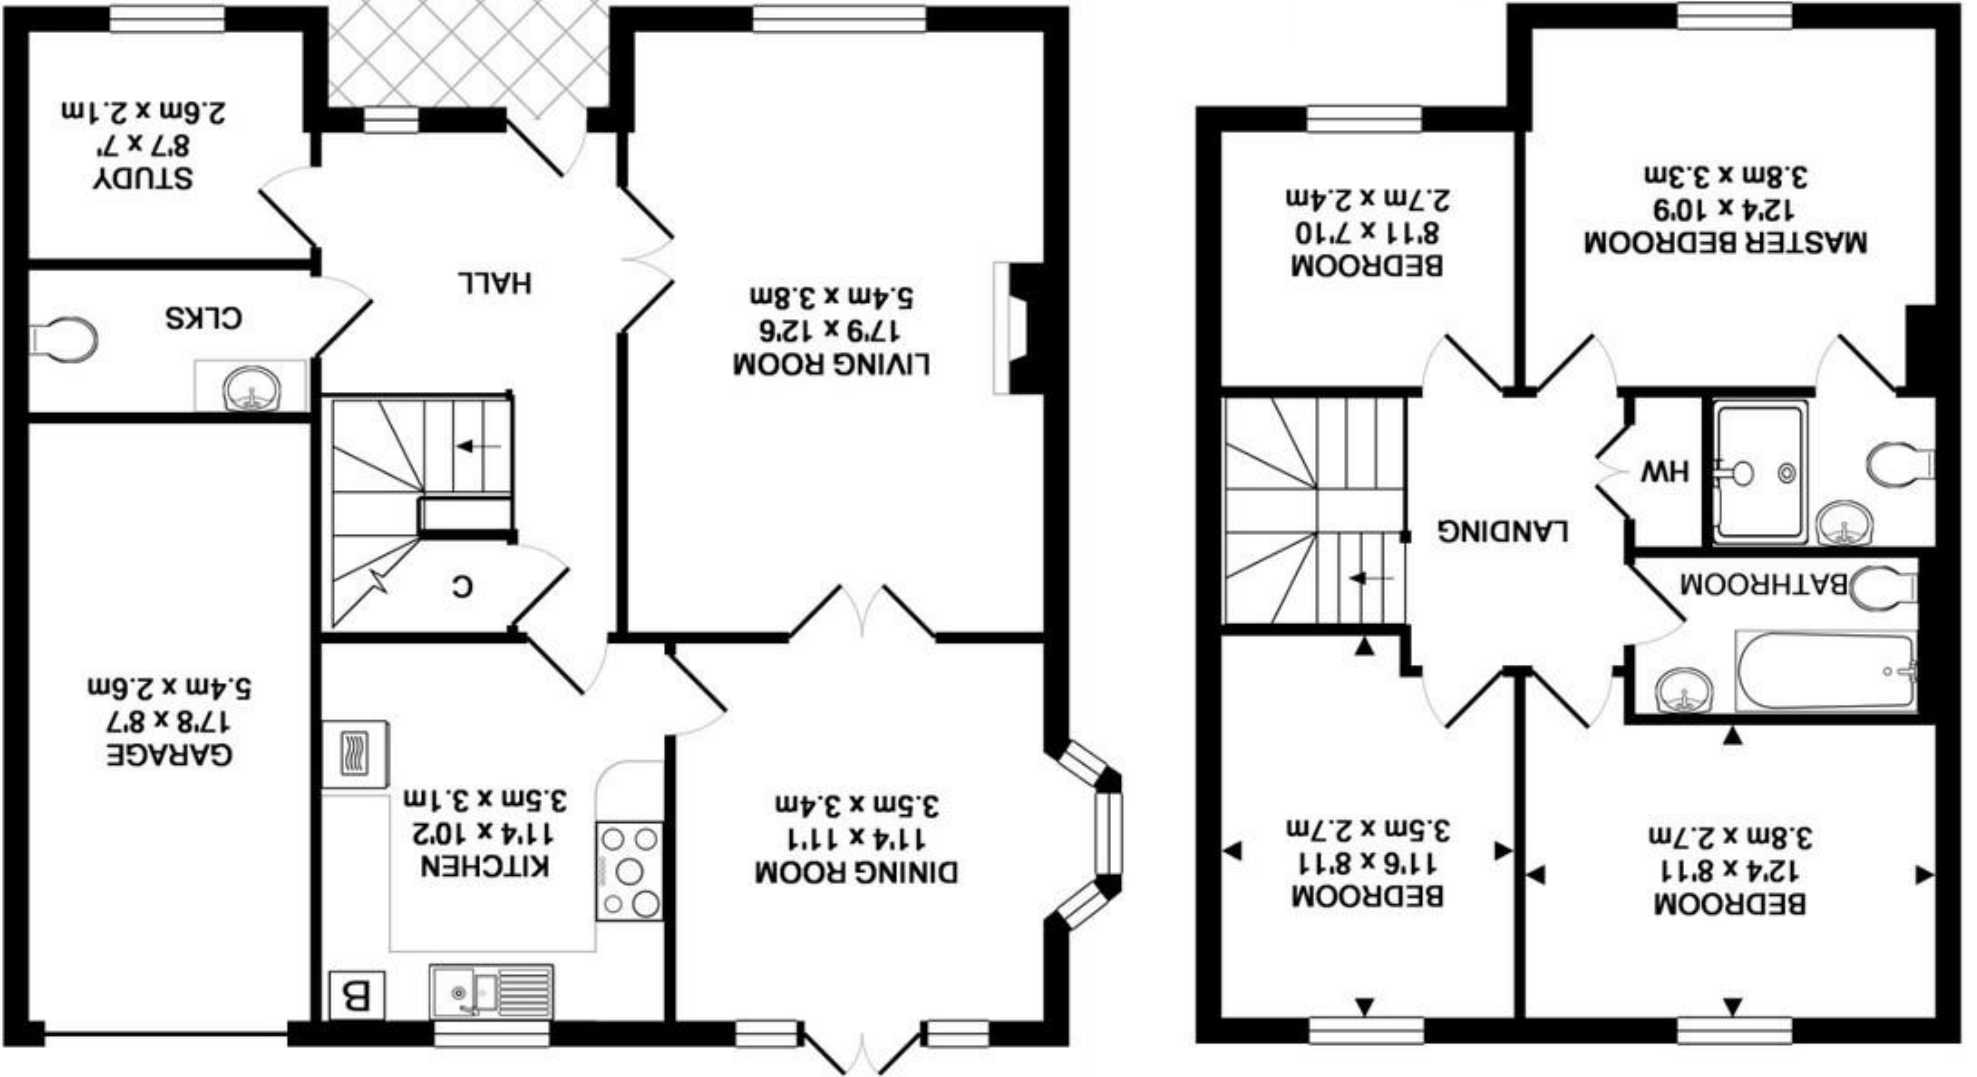 BEDROOM
12'4 x 8'11
3.8m x 2.7m
BEDROOM
11'6 x 8'11
3.5m x 2.7m
BATHROOM
LANDING
HW
MASTER BEDROOM
12'4 x 10'9
3.8m x 3.3m
BEDROOM
8'11 x 7'10
2.7m x 2.4m
DINING ROOM
11'4 x 11'1
3.5m x 3.4m
B
KITCHEN
11'4 x 10'2
3.5m x 3.1m
GARAGE
17'8 x 8'7
5.4m x 2.6m
C
LIVING ROOM
17'9 x 12'6
5.4m x 3.8m
HALL
CLKS
STUDY
8'7 x 7'
2.6m x 2.1m